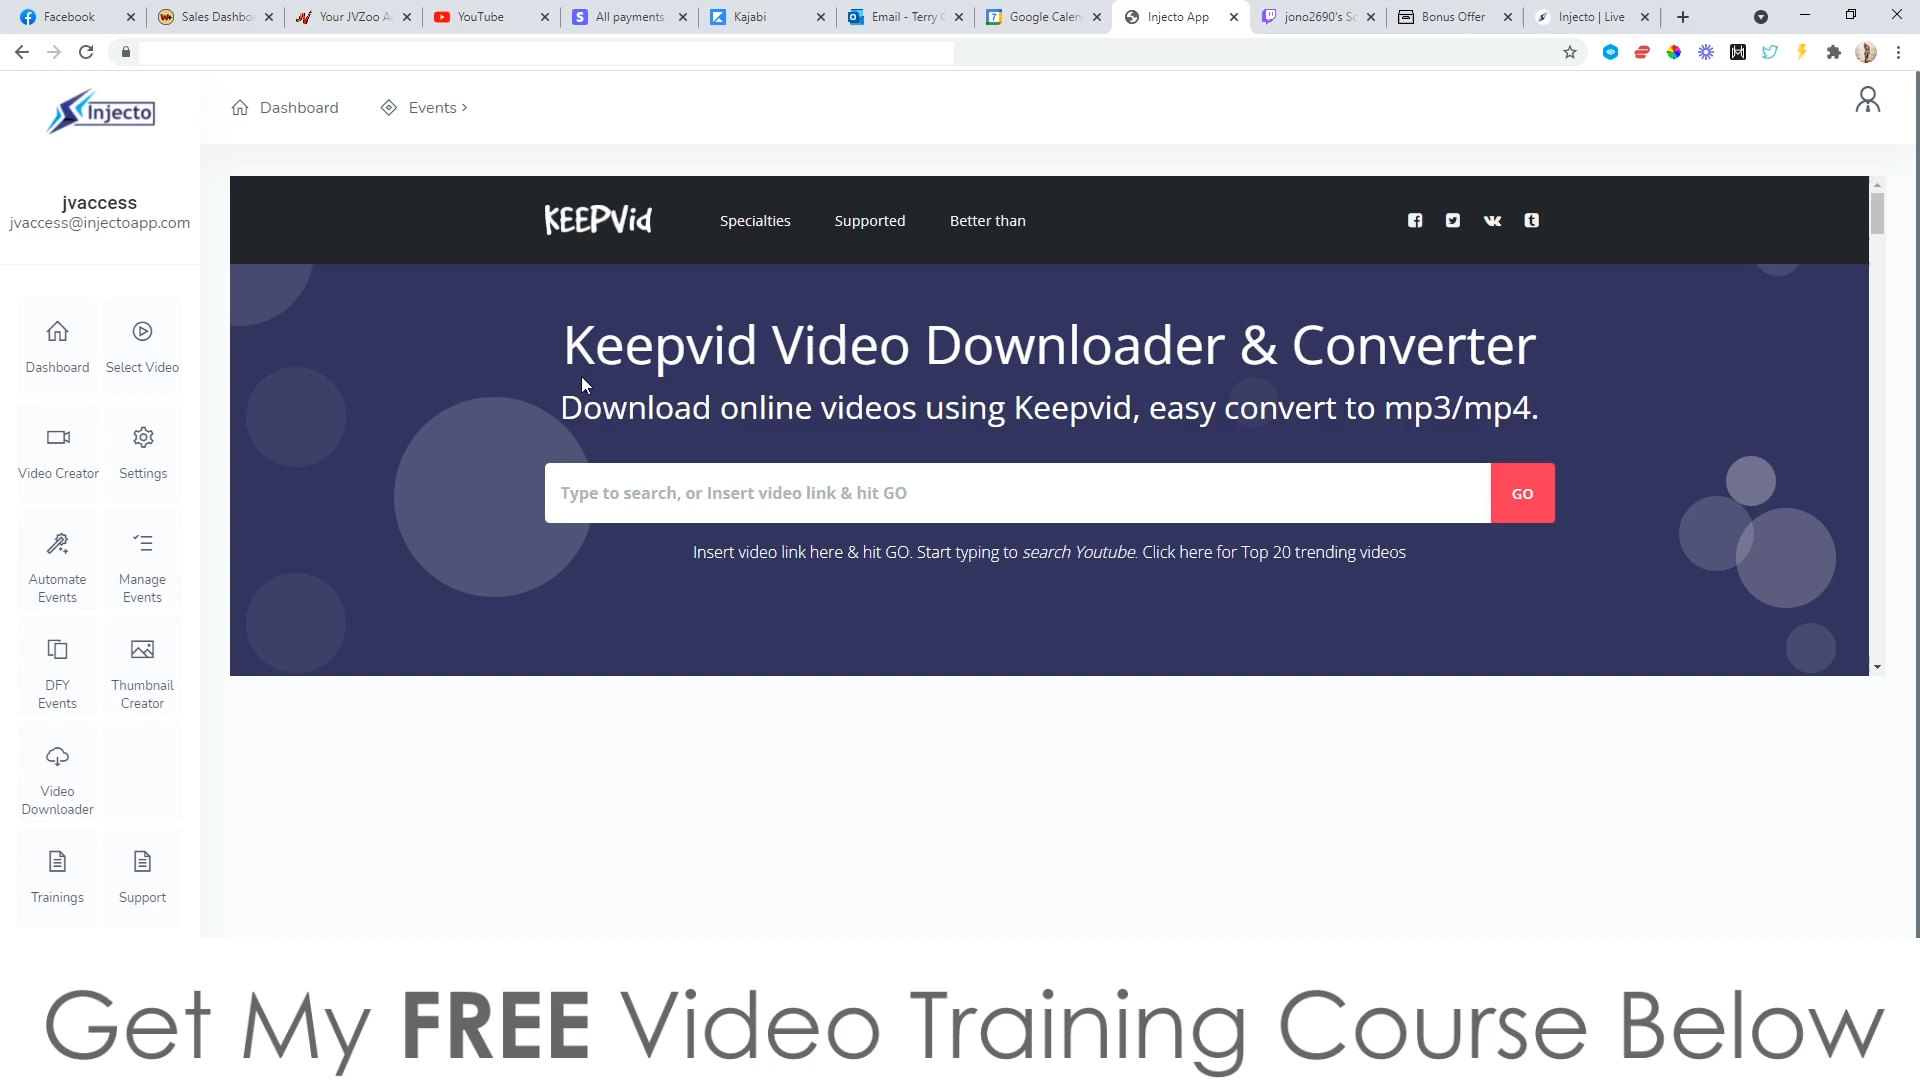 Facebook
Sales Dashbo
Your JVZoo A
YouTube
All payments
Kajabi
Email - Terry
Google Calen
Injecto App
jono2690's S
Bonus Offer
Injecto | Live
Injecto
Dashboard
Events >
jvaccess
jvaccess@injectoapp.com
Dashboard
Select Video
Video Creator
Settings
Automate
Events
Manage
Events
DFY
Events
Thumbnail
Creator
Video
Downloader
Trainings
Support
KEEPVid
Specialties
Supported
Better than
Keepvid Video Downloader & Converter
Download online videos using Keepvid, easy convert to mp3/mp4.
Type to search, or Insert video link & hit GO
GO
Insert video link here & hit GO. Start typing to search Youtube. Click here for Top 20 trending videos
Get My FREE Video Training Course Below